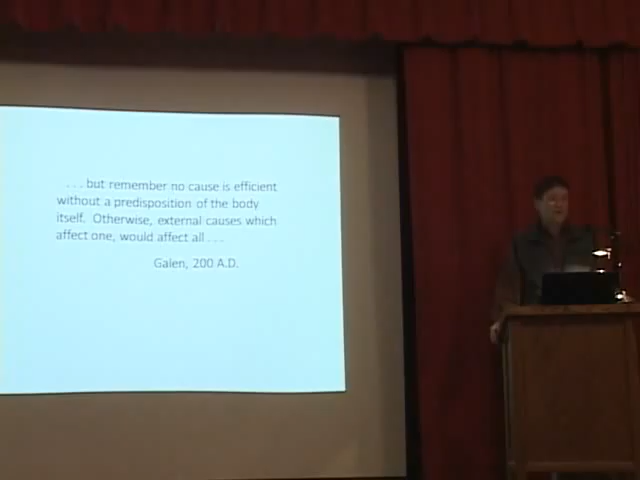 . . . but remember no cause is efficient
without a predisposition of the body
itself. Otherwise, external causes which
affect one, would affect all . . .
Galen, 200 A.D.